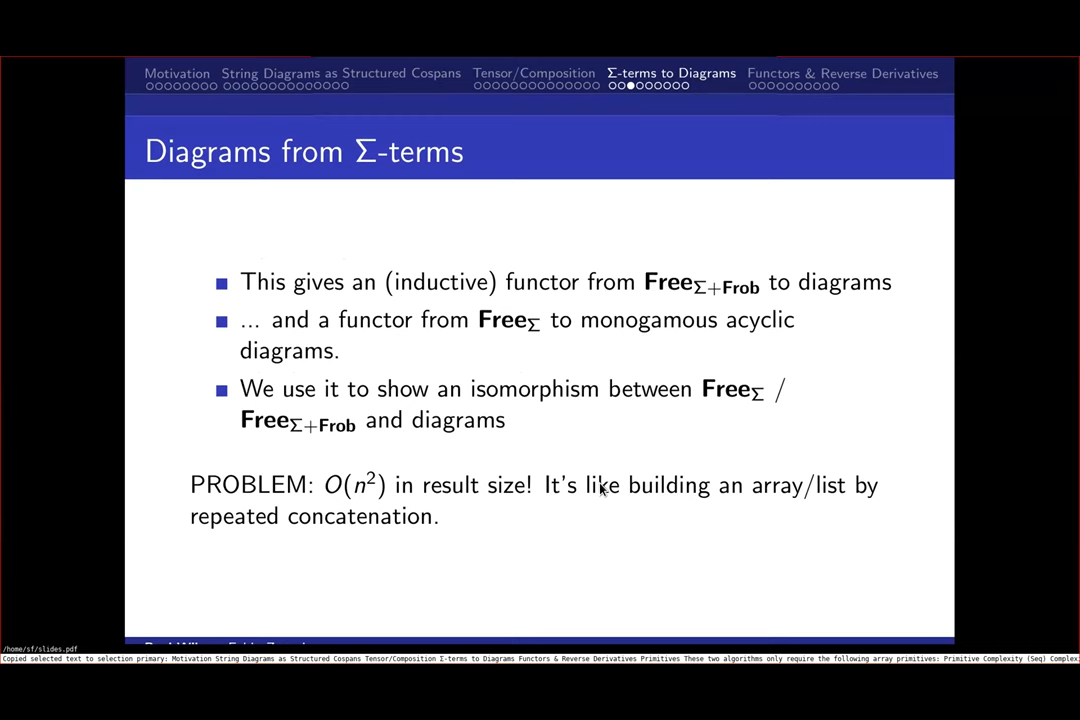 Motivation String Diagrams as Structured Cospans Tensor/Composition Σ-terms to Diagrams Functors & Reverse Derivatives
Diagrams from Σ-terms
This gives an (inductive) functor from Free_Σ+Frob to diagrams
... and a functor from Free_Σ to monogamous acyclic
diagrams.
We use it to show an isomorphism between Free_Σ /
Free_Σ+Frob and diagrams
PROBLEM: O(n²) in result size! It's like building an array/list by
repeated concatenation.
/home/sf/slides.pdf
Copied selected text to selection primary: Motivation String Diagrams as Structured Cospans Tensor/Composition Σ-terms to Diagrams Functors & Reverse Derivatives Primitives These two algorithms only require the following array primitives: Primitive Complexity (Seq)